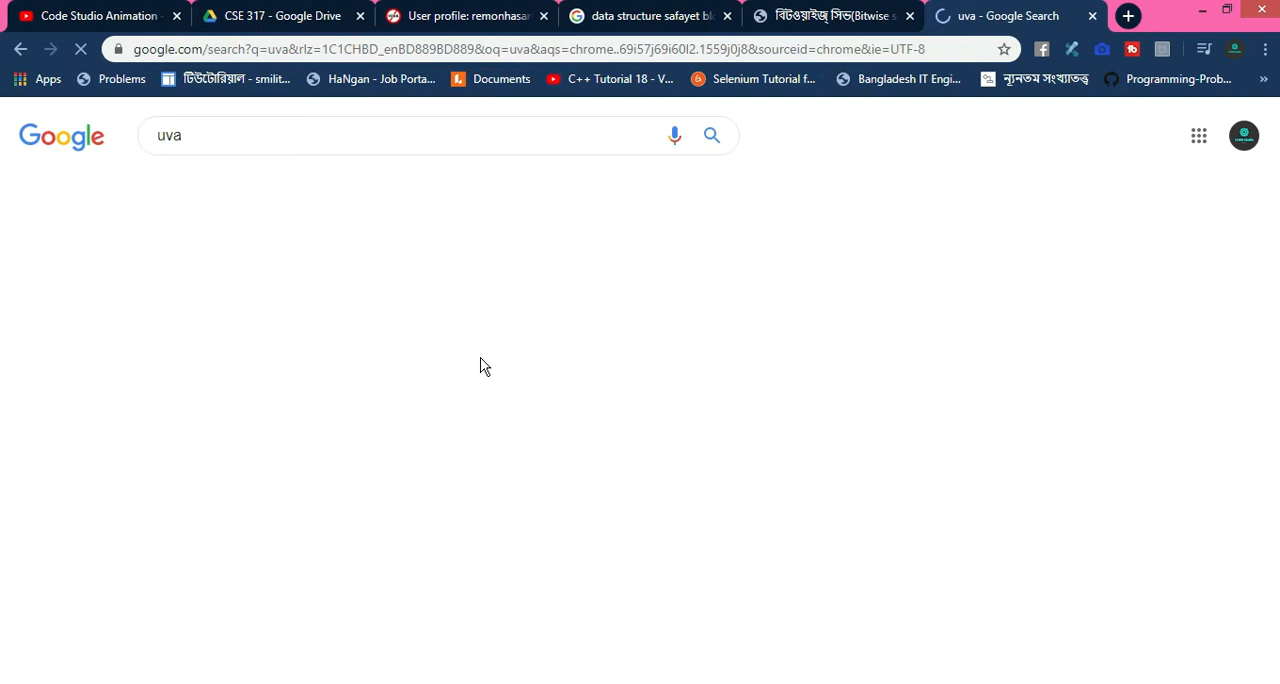 Code Studio Animation - CSE 317 - Google Drive User profile: remonhasar data structure safayet bl বিটওয়াইজ্ সিভ(Bitwise s uva - Google Search
google.com/search?q=uva&rlz=1C1CHBD_enBD889BD889&oq=uva&aqs=chrome..69i57j69i60l2.1559j0j8&sourceid=chrome&ie=UTF-8
Apps Problems টিউটোরিয়াল - smilit... HaNgan - Job Porta... Documents C++ Tutorial 18 - V... Selenium Tutorial f... Bangladesh IT Engi... ন্যূনতম সংখ্যাতত্ত্ব Programming-Prob... »
Google uva